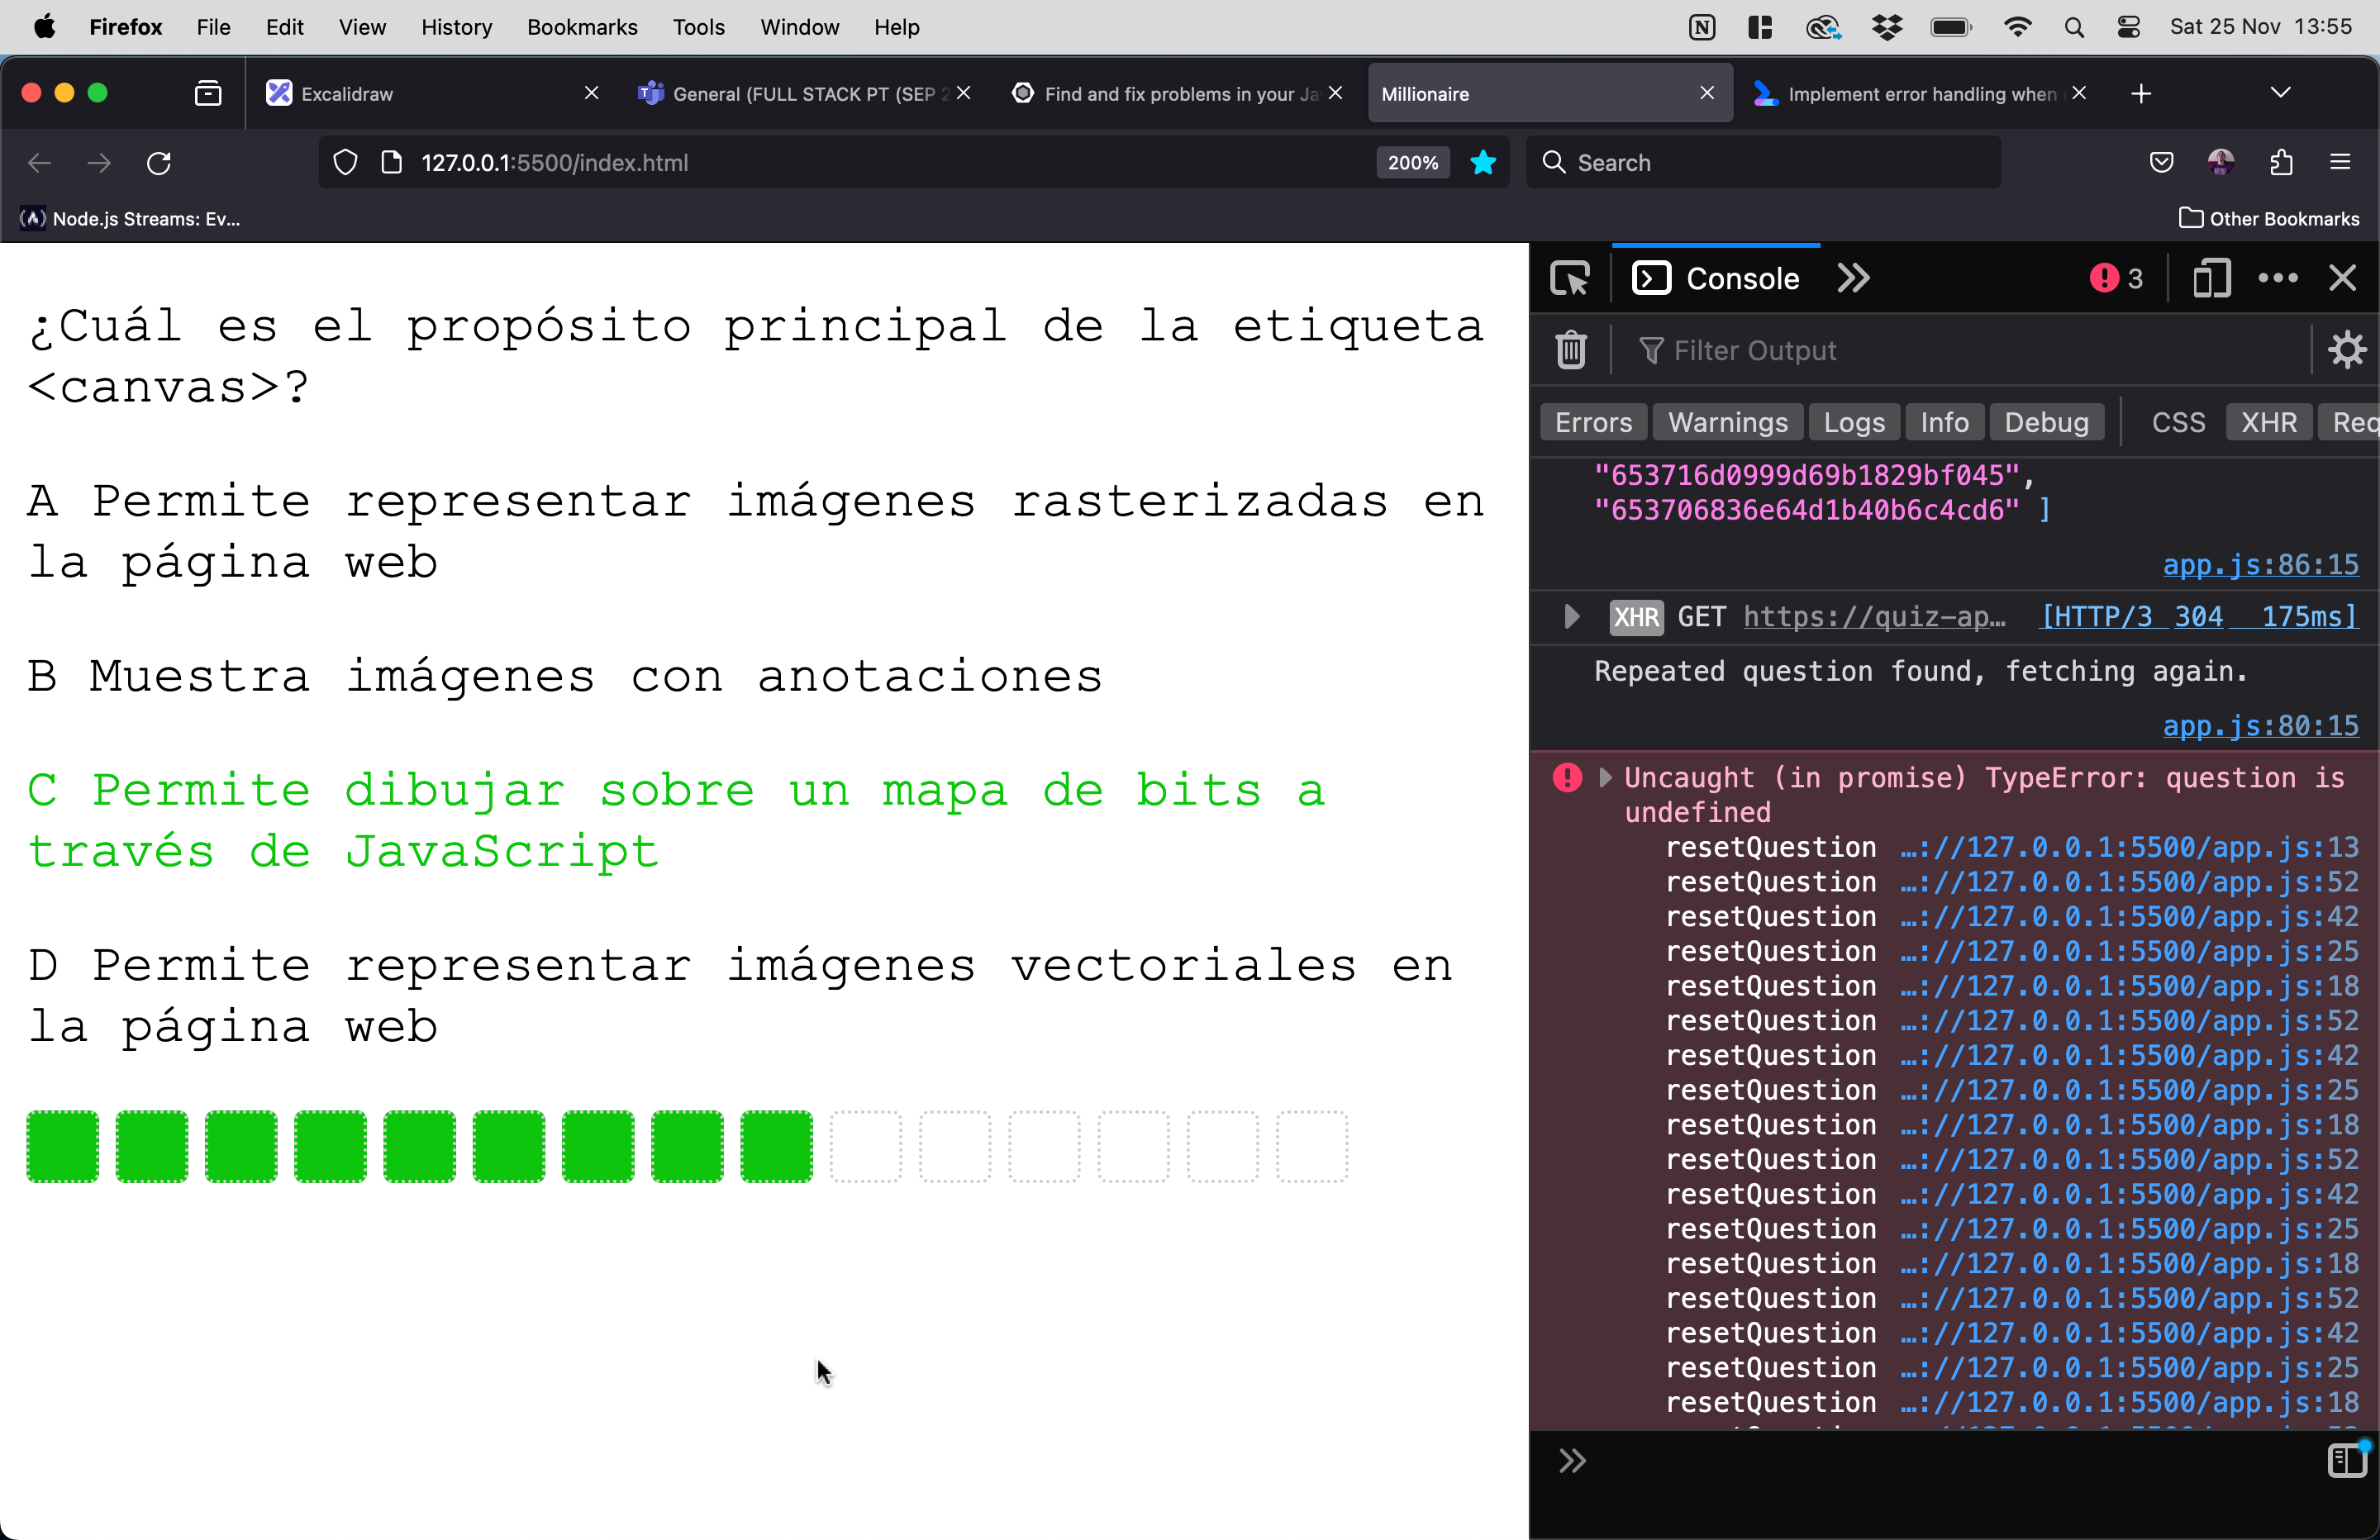 Firefox File Edit View History Bookmarks Tools Window Help Sat 25 Nov 13:55
Excalidraw General (FULL STACK PT (SEP 2 Find and fix problems in your Ja Millionaire Implement error handling when
127.0.0.1:5500/index.html 200% Search
Node.js Streams: Ev... Other Bookmarks
¿Cuál es el propósito principal de la etiqueta
<canvas>?
A Permite representar imágenes rasterizadas en
la página web
B Muestra imágenes con anotaciones
C Permite dibujar sobre un mapa de bits a
través de JavaScript
D Permite representar imágenes vectoriales en
la página web
Console 3
Filter Output
Errors Warnings Logs Info Debug CSS XHR Req
"653716d0999d69b1829bf045",
"653706836e64d1b40b6c4cd6" ]
app.js:86:15
XHR GET https://quiz-ap… [HTTP/3 304 175ms]
Repeated question found, fetching again.
app.js:80:15
Uncaught (in promise) TypeError: question is
undefined
resetQuestion …://127.0.0.1:5500/app.js:13
resetQuestion …://127.0.0.1:5500/app.js:52
resetQuestion …://127.0.0.1:5500/app.js:42
resetQuestion …://127.0.0.1:5500/app.js:25
resetQuestion …://127.0.0.1:5500/app.js:18
resetQuestion …://127.0.0.1:5500/app.js:52
resetQuestion …://127.0.0.1:5500/app.js:42
resetQuestion …://127.0.0.1:5500/app.js:25
resetQuestion …://127.0.0.1:5500/app.js:18
resetQuestion …://127.0.0.1:5500/app.js:52
resetQuestion …://127.0.0.1:5500/app.js:42
resetQuestion …://127.0.0.1:5500/app.js:25
resetQuestion …://127.0.0.1:5500/app.js:18
resetQuestion …://127.0.0.1:5500/app.js:52
resetQuestion …://127.0.0.1:5500/app.js:42
resetQuestion …://127.0.0.1:5500/app.js:25
resetQuestion …://127.0.0.1:5500/app.js:18